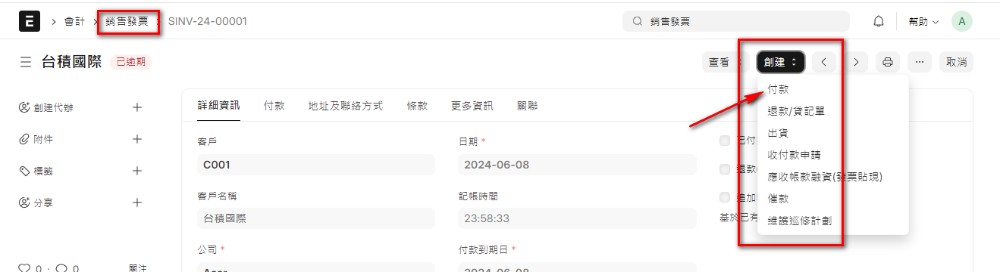 E 會計 銷售發票 SINV-24-00001 銷售發票 幫助 A
台積國際 已逾期 查看 創建 取消
創建代辦
附件
標籤
分享
0 · 0 關注
詳細資訊 付款 地址及聯絡方式 條款 更多資訊 關聯
客戶
C001
客戶名稱
台積國際
公司 *
Acer
日期 *
2024-06-08
記帳時間
23:58:33
付款到期日 *
2024-06-08
已付
退款
追加
基於已有
付款
退款/貸記單
出貨
收付款申請
應收帳款融資(發票貼現)
催款
維護巡修計劃